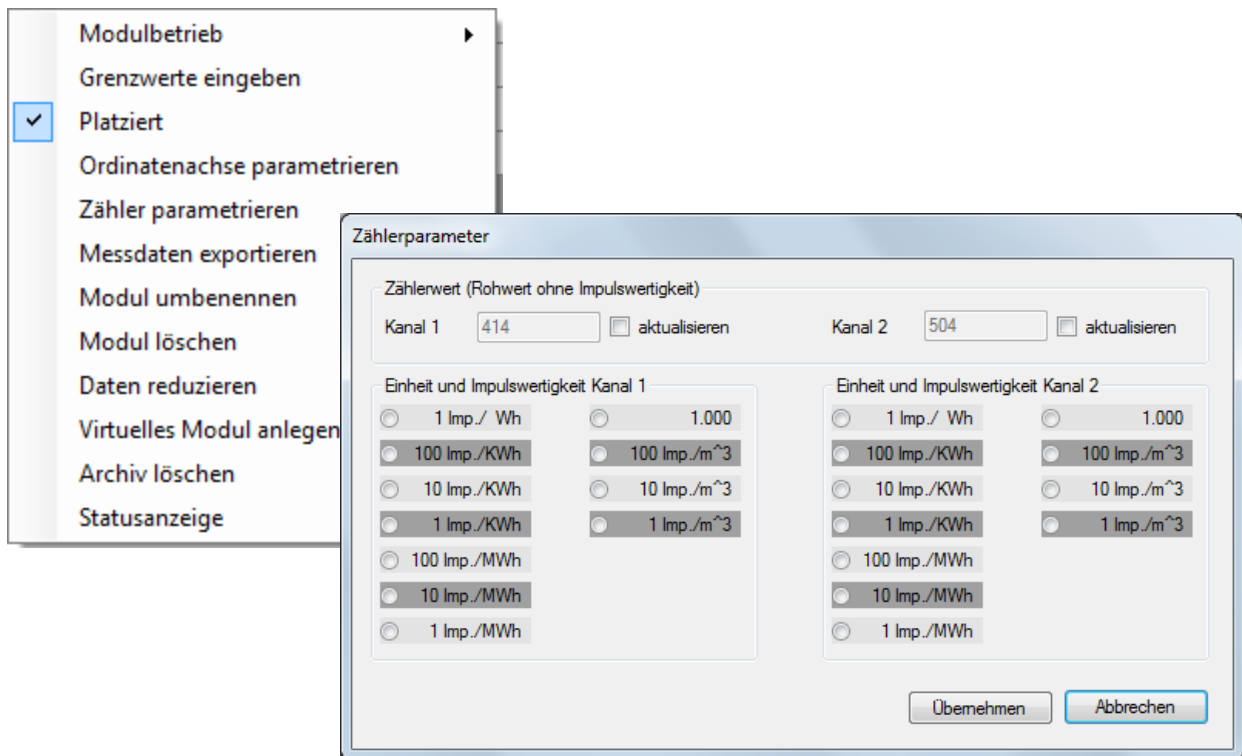 Modulbetrieb
Grenzwerte eingeben
Platziert
Ordinatenachse parametrieren
Zähler parametrieren
Messdaten exportieren
Modul umbenennen
Modul löschen
Daten reduzieren
Virtuelles Modul anlegen
Archiv löschen
Statusanzeige
Zählerparameter
Zählerwert (Rohwert ohne Impulswertigkeit)
Kanal 1 414 aktualisieren Kanal 2 504 aktualisieren
Einheit und Impulswertigkeit Kanal 1
1 Imp./ Wh 1.000
100 Imp./KWh 100 Imp./m^3
10 Imp./KWh 10 Imp./m^3
1 Imp./KWh 1 Imp./m^3
100 Imp./MWh
10 Imp./MWh
1 Imp./MWh
Einheit und Impulswertigkeit Kanal 2
1 Imp./ Wh 1.000
100 Imp./KWh 100 Imp./m^3
10 Imp./KWh 10 Imp./m^3
1 Imp./KWh 1 Imp./m^3
100 Imp./MWh
10 Imp./MWh
1 Imp./MWh
Übernehmen Abbrechen